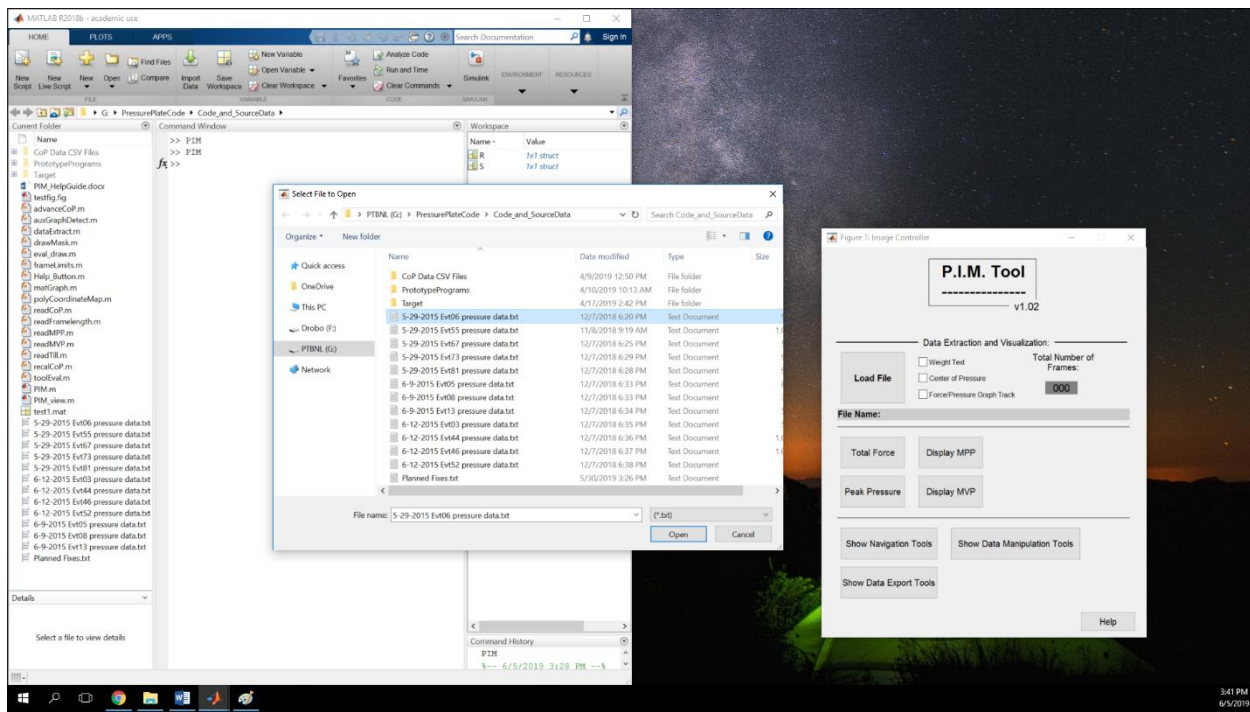 MATLAB R2018b - academic use
HOME PLOTS APPS
Search Documentation Sign In
New Script
New Live Script
New
Open
Find Files
Compare
Import Data
Save Workspace
New Variable
Open Variable
Clear Workspace
Favorites
Analyze Code
Run and Time
Clear Commands
Simulink
ENVIRONMENT
RESOURCES
FILE VARIABLE CODE SIMULINK
G: PressurePlateCode Code_and_SourceData
Current Folder
Name
CoP Data CSV Files
PrototypePrograms
Target
PIM_HelpGuide.docx
testfig.fig
advanceCoP.m
auxGraphDetect.m
dataExtract.m
drawMask.m
eval_draw.m
frameLimits.m
Help_Button.m
matGraph.m
polyCoordinateMap.m
readCoP.m
readFramelength.m
readMPP.m
readMVP.m
readTill.m
recalCoP.m
toolEval.m
PIM.m
PIM_view.m
test1.mat
5-29-2015 Evt06 pressure data.txt
5-29-2015 Evt55 pressure data.txt
5-29-2015 Evt67 pressure data.txt
5-29-2015 Evt73 pressure data.txt
5-29-2015 Evt81 pressure data.txt
6-12-2015 Evt03 pressure data.txt
6-12-2015 Evt44 pressure data.txt
6-12-2015 Evt46 pressure data.txt
6-12-2015 Evt52 pressure data.txt
6-9-2015 Evt05 pressure data.txt
6-9-2015 Evt08 pressure data.txt
6-9-2015 Evt13 pressure data.txt
Planned Fixes.txt
Details
Select a file to view details
Command Window
>> PIM
>> PIM
fx >>
Workspace
Name Value
R 1x1 struct
S 1x1 struct
Command History
PIM
%-- 6/5/2019 3:28 PM --%
Select File to Open
PTBNL (G:) > PressurePlateCode > Code_and_SourceData
Search Code_and_SourceData
Organize New folder
Quick access
OneDrive
This PC
Drobo (F:)
PTBNL (G:)
Network
Name Date modified Type Size
CoP Data CSV Files 4/9/2019 12:50 PM File folder
PrototypePrograms 4/10/2019 10:13 AM File folder
Target 4/17/2019 2:42 PM File folder
5-29-2015 Evt06 pressure data.txt 12/7/2018 6:20 PM Text Document
5-29-2015 Evt55 pressure data.txt 11/8/2018 9:19 AM Text Document
5-29-2015 Evt67 pressure data.txt 12/7/2018 6:25 PM Text Document
5-29-2015 Evt73 pressure data.txt 12/7/2018 6:29 PM Text Document
5-29-2015 Evt81 pressure data.txt 12/7/2018 6:28 PM Text Document
6-9-2015 Evt05 pressure data.txt 12/7/2018 6:33 PM Text Document
6-9-2015 Evt08 pressure data.txt 12/7/2018 6:33 PM Text Document
6-9-2015 Evt13 pressure data.txt 12/7/2018 6:34 PM Text Document
6-12-2015 Evt03 pressure data.txt 12/7/2018 6:35 PM Text Document
6-12-2015 Evt44 pressure data.txt 12/7/2018 6:36 PM Text Document
6-12-2015 Evt46 pressure data.txt 12/7/2018 6:37 PM Text Document
6-12-2015 Evt52 pressure data.txt 12/7/2018 6:38 PM Text Document
Planned Fixes.txt 5/30/2019 3:26 PM Text Document
File name: 5-29-2015 Evt06 pressure data.txt (*.txt)
Open Cancel
Figure 1: Image Controller
P.I.M. Tool
---------------
v1.02
Data Extraction and Visualization:
Load File
Weight Text
Center of Pressure
Force/Pressure Graph Track
Total Number of
Frames:
000
File Name:
Total Force Display MPP
Peak Pressure Display MVP
Show Navigation Tools Show Data Manipulation Tools
Show Data Export Tools
Help
3:41 PM
6/5/2019